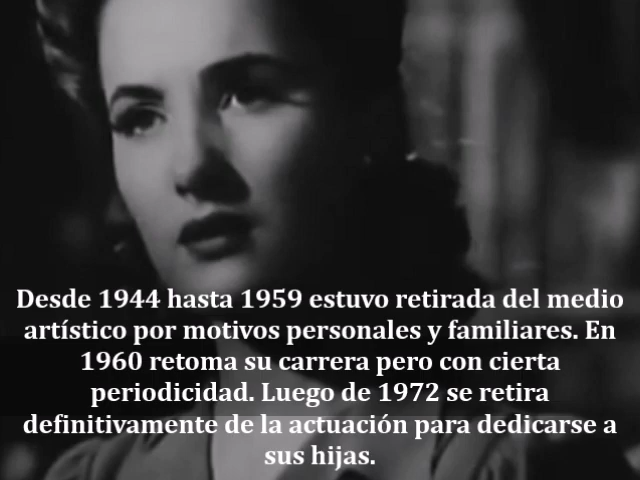 Desde 1944 hasta 1959 estuvo retirada del medio
artístico por motivos personales y familiares. En
1960 retoma su carrera pero con cierta
periodicidad. Luego de 1972 se retira
definitivamente de la actuación para dedicarse a
sus hijas.